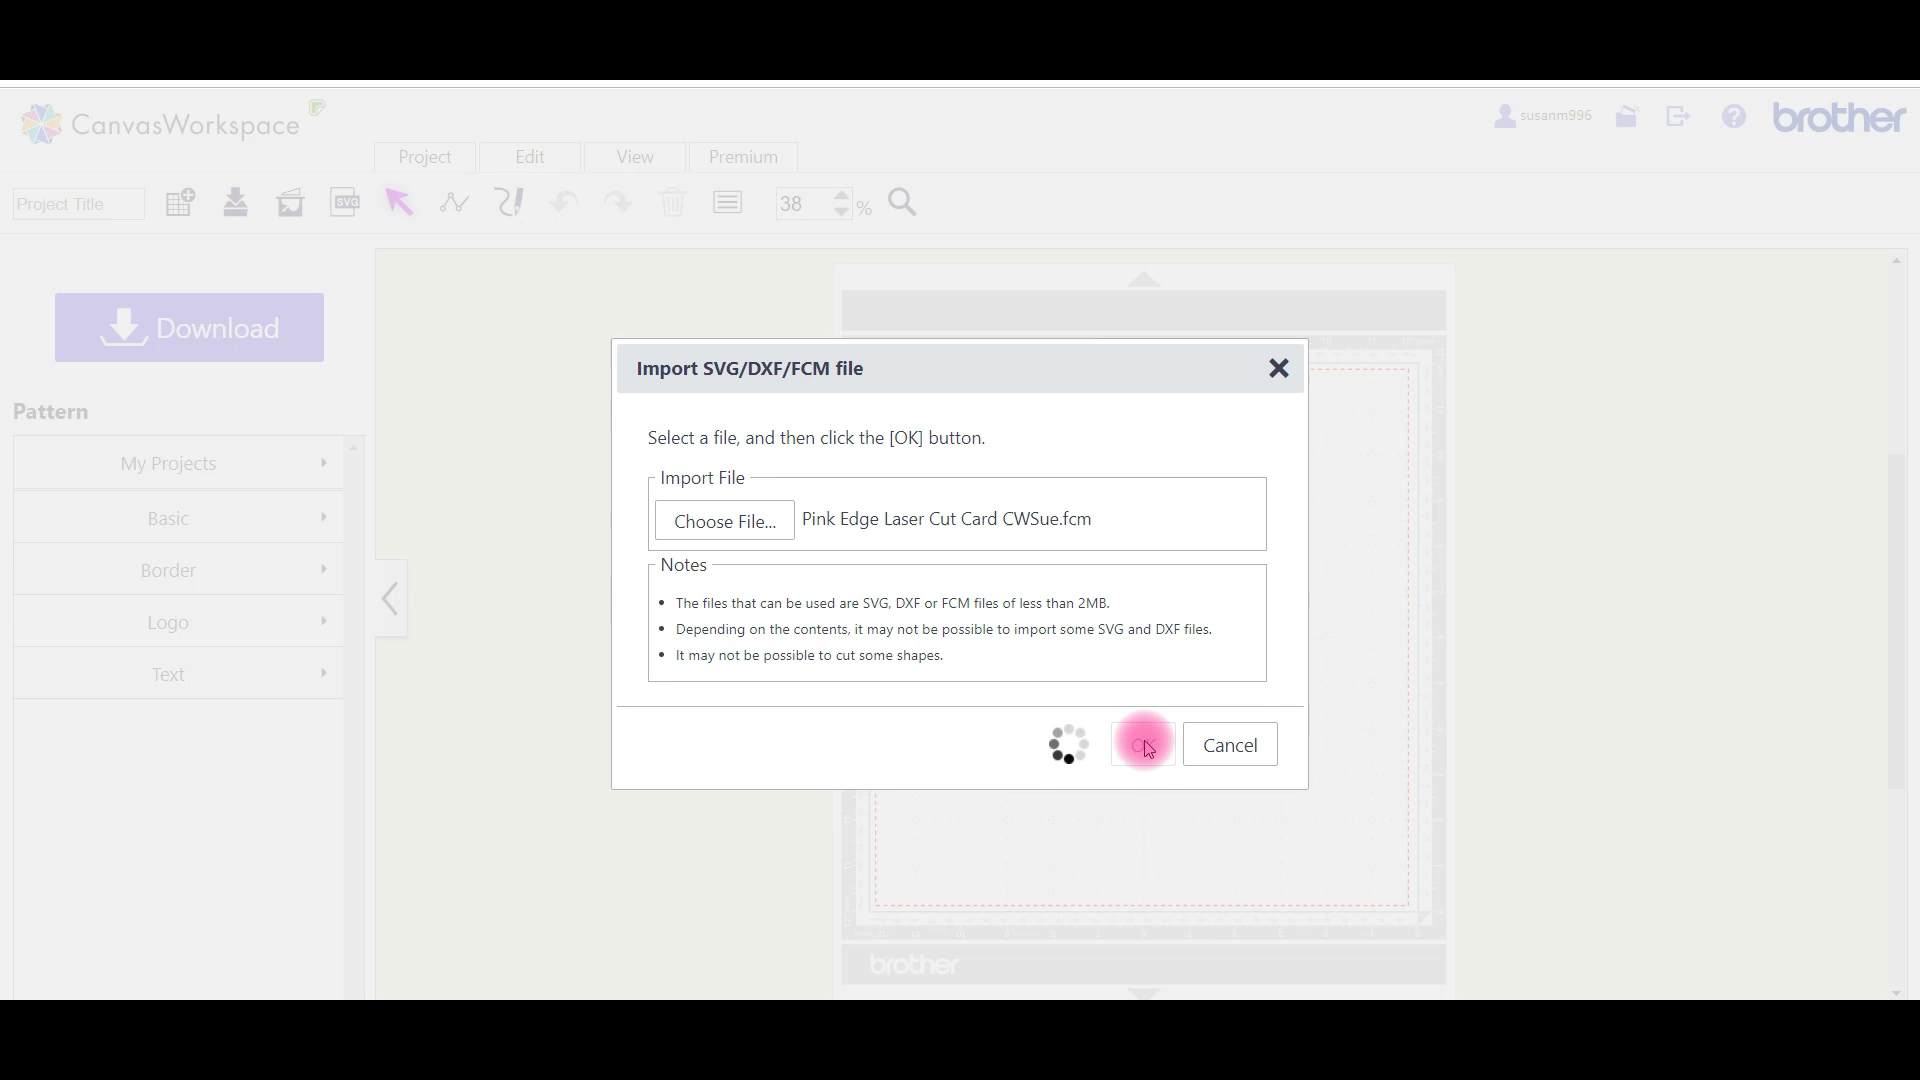 CanvasWorkspace
susanm996
brother
Project
Edit
View
Premium
Project Title
SVG
38
%
Download
Pattern
My Projects
Basic
Border
Logo
Text
Import SVG/DXF/FCM file
Select a file, and then click the [OK] button.
Import File
Choose File...
Pink Edge Laser Cut Card CWSue.fcm
Notes
• The files that can be used are SVG, DXF or FCM files of less than 2MB.
• Depending on the contents, it may not be possible to import some SVG and DXF files.
• It may not be possible to cut some shapes.
OK
Cancel
brother